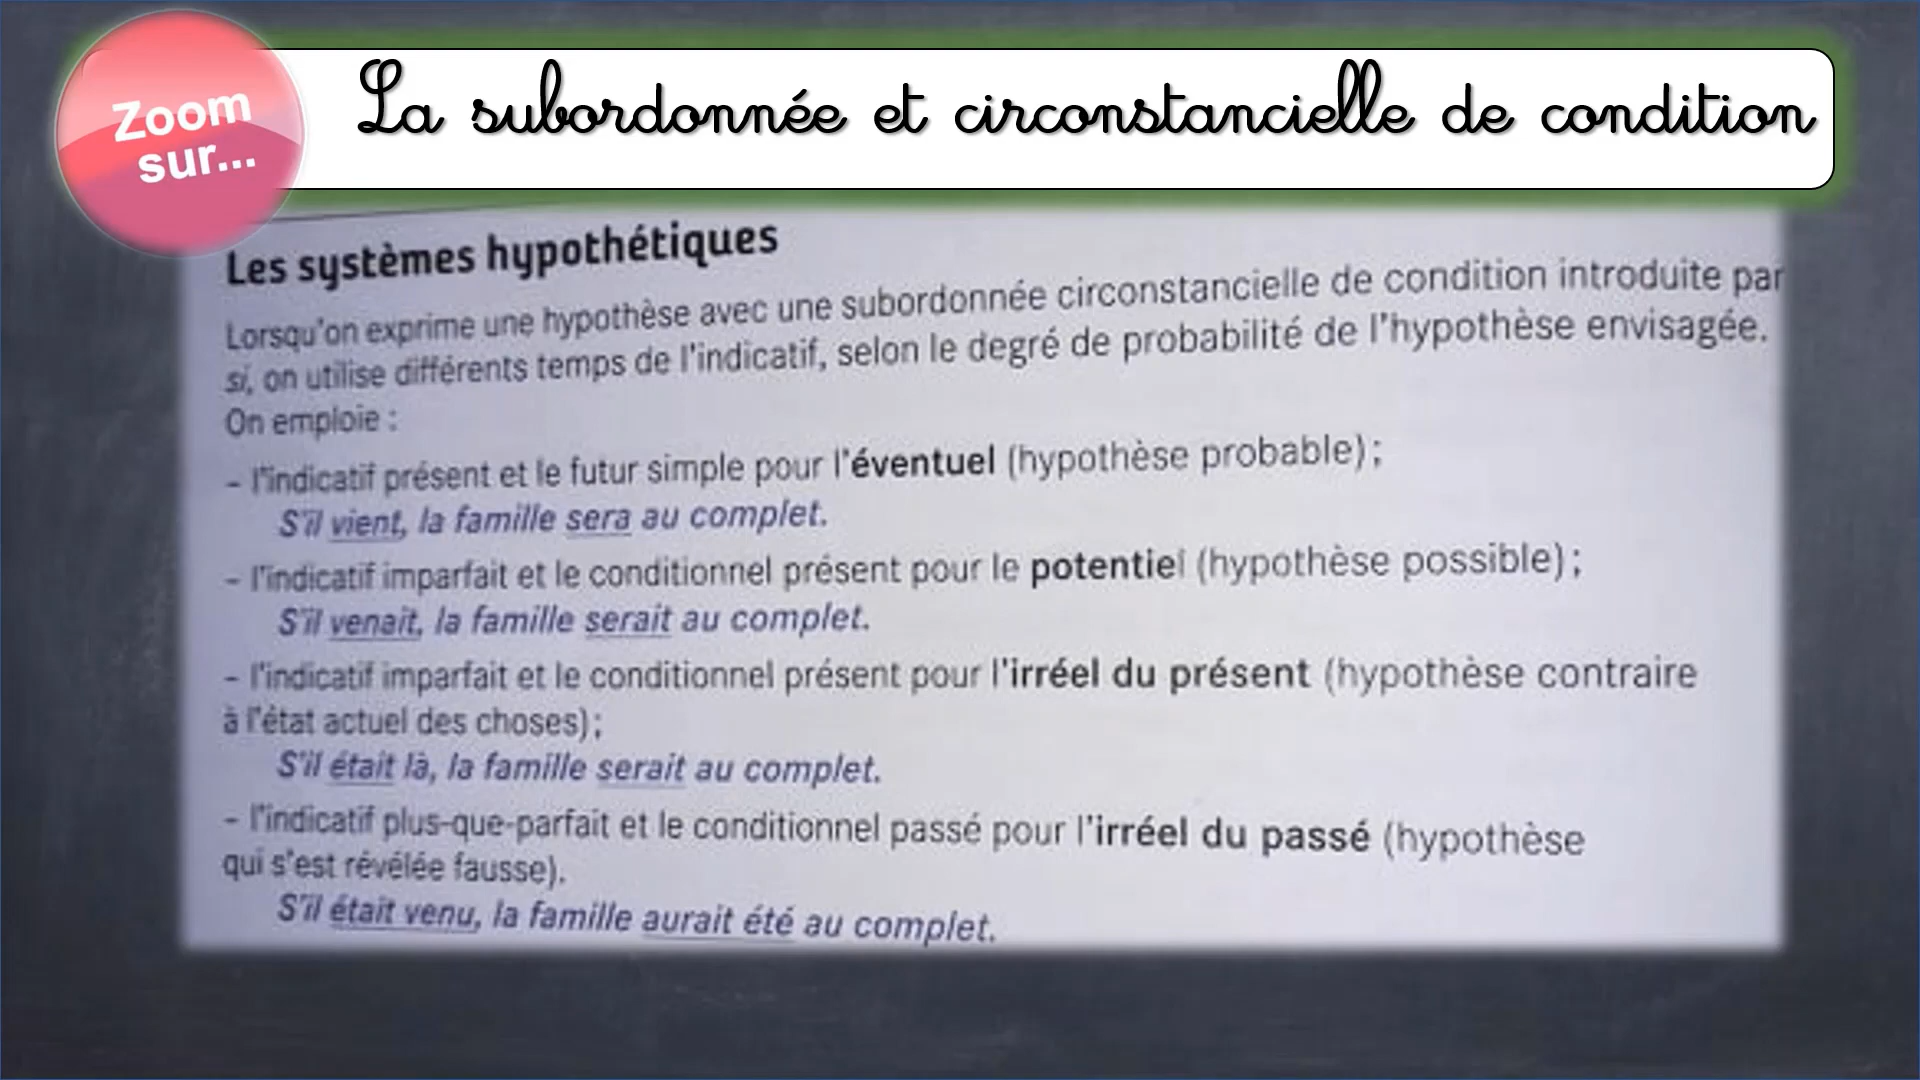 Zoom
sur...
La subordonnée et circonstancielle de condition
Les systèmes hypothétiques
Lorsqu'on exprime une hypothèse avec une subordonnée circonstancielle de condition introduite par
si, on utilise différents temps de l'indicatif, selon le degré de probabilité de l'hypothèse envisagée.
On emploie :
– l'indicatif présent et le futur simple pour l'éventuel (hypothèse probable) ;
S'il vient, la famille sera au complet.
– l'indicatif imparfait et le conditionnel présent pour le potentiel (hypothèse possible) ;
S'il venait, la famille serait au complet.
– l'indicatif imparfait et le conditionnel présent pour l'irréel du présent (hypothèse contraire
à l'état actuel des choses) ;
S'il était là, la famille serait au complet.
– l'indicatif plus-que-parfait et le conditionnel passé pour l'irréel du passé (hypothèse
qui s'est révélée fausse).
S'il était venu, la famille aurait été au complet.